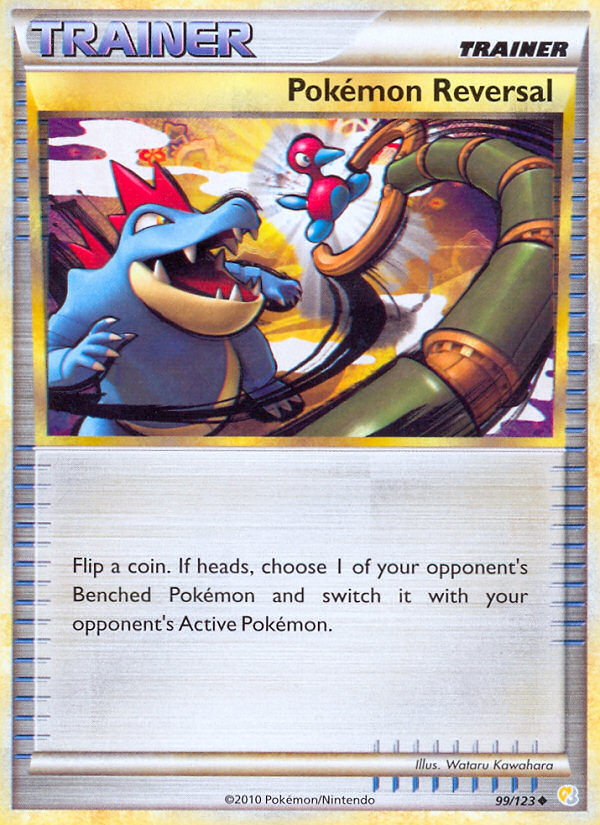 TRAINER
TRAINER
Pokémon Reversal
Flip a coin. If heads, choose 1 of your opponent's
Benched Pokémon and switch it with your
opponent's Active Pokémon.
Illus. Wataru Kawahara
©2010 Pokémon/Nintendo
99/123